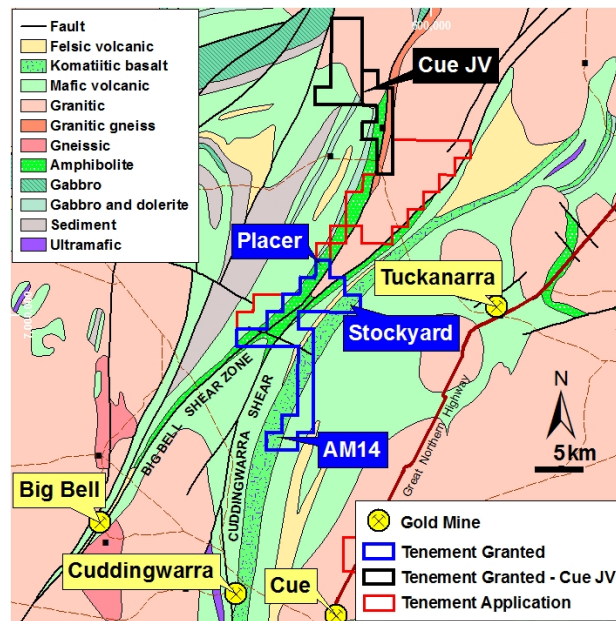 Fault
Felsic volcanic
Komatiitic basalt
Mafic volcanic
Granitic
Granitic gneiss
Gneissic
Amphibolite
Gabbro
Gabbro and dolerite
Sediment
Ultramafic
Cue JV
Placer
Tuckanarra
Stockyard
BIG BELL SHEAR ZONE
CUDDINGWARRA SHEAR
Great Northern Highway
N
5km
AM14
Big Bell
Cuddingwarra
Cue
Gold Mine
Tenement Granted
Tenement Granted - Cue JV
Tenement Application